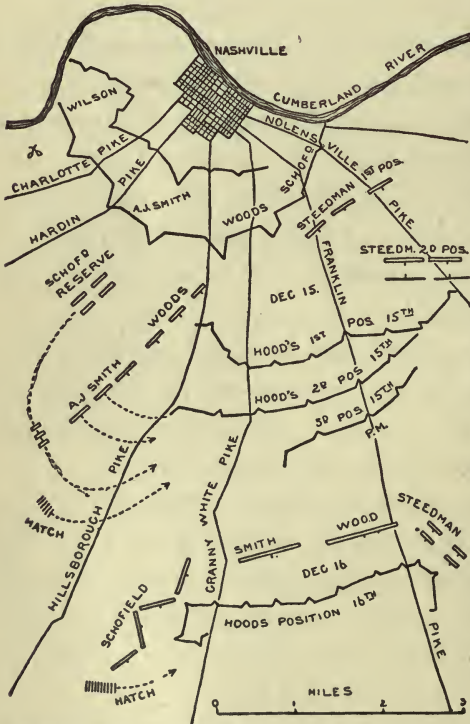 NASHVILLE
CUMBERLAND RIVER
WILSON
CHARLOTTE PIKE
HARDIN PIKE
A.J. SMITH
WOODS
SCHOFD
NOLENSVILLE PIKE
STEEDMAN 1ST POS.
STEEDM. 2D POS.
FRANKLIN PIKE
SCHOFD RESERVE
WOODS
DEC 15.
HOOD'S 1ST POS. 15TH
A.J SMITH
HOOD'S 2D POS 15TH
3D POS 15TH P.M.
HATCH
HILLSBOROUGH PIKE
GRANNY WHITE PIKE
SMITH
WOOD
STEEDMAN
DEC 16
SCHOFIELD
HOODS POSITION 16TH
HATCH
MILES
0 1 2 3